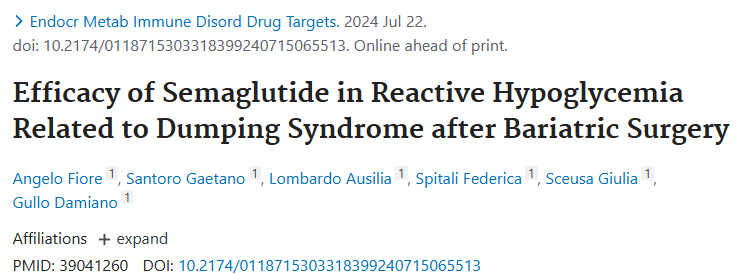 Endocr Metab Immune Disord Drug Targets. 2024 Jul 22.
doi: 10.2174/0118715303318399240715065513. Online ahead of print.
Efficacy of Semaglutide in Reactive Hypoglycemia
Related to Dumping Syndrome after Bariatric Surgery
Angelo Fiore 1, Santoro Gaetano 1, Lombardo Ausilia 1, Spitali Federica 1, Sceusa Giulia 1,
Gullo Damiano 1
Affiliations + expand
PMID: 39041260 DOI: 10.2174/0118715303318399240715065513